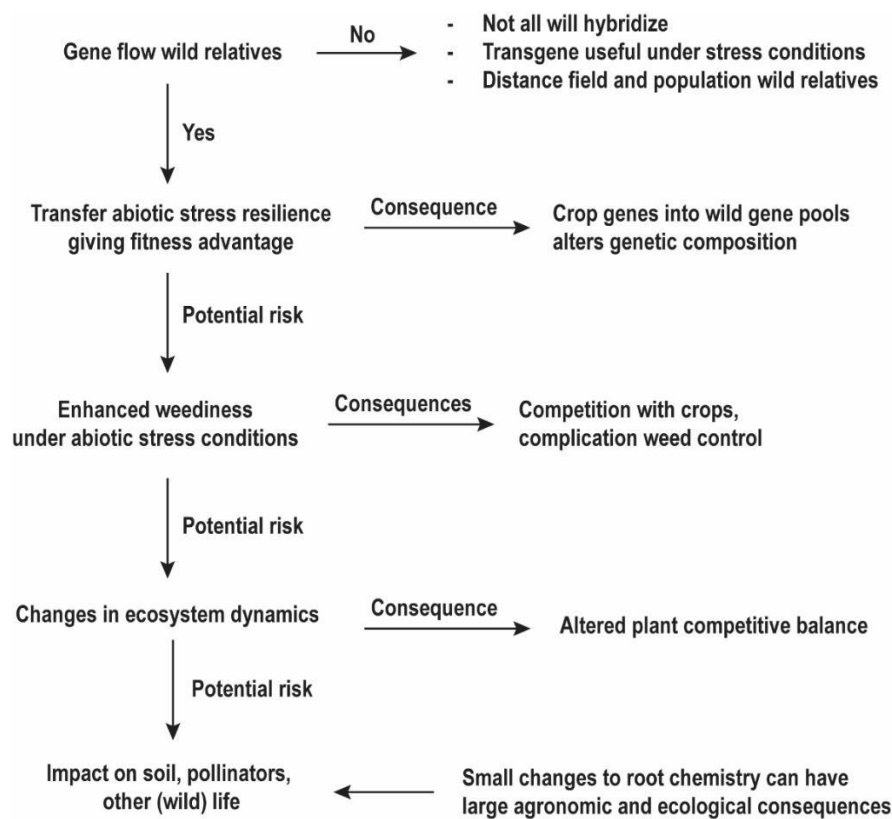 Gene flow wild relatives
No
- Not all will hybridize
- Transgene useful under stress conditions
- Distance field and population wild relatives
Yes
Transfer abiotic stress resilience
giving fitness advantage
Consequence
Crop genes into wild gene pools
alters genetic composition
Potential risk
Enhanced weediness
under abiotic stress conditions
Consequences
Competition with crops,
complication weed control
Potential risk
Changes in ecosystem dynamics
Consequence
Altered plant competitive balance
Potential risk
Impact on soil, pollinators,
other (wild) life
Small changes to root chemistry can have
large agronomic and ecological consequences